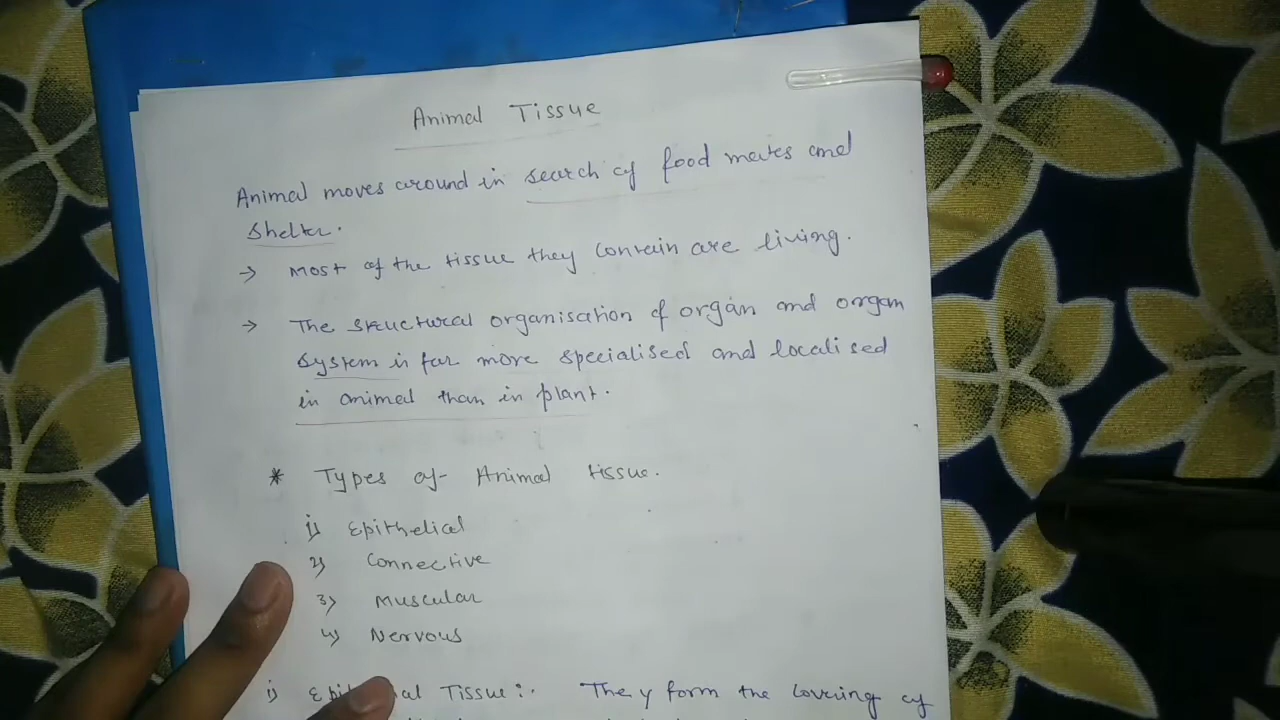 Animal Tissue
Animal moves around in search of food mates and
shelter.
→ Most of the tissue they contain are living.
→ The structural organisation of organ and organ
system is far more specialised and localised
in animal than in plant.
* Types of Animal tissue.
1) Epithelical
2) Connective
3) Muscular
4) Nervous
1) Tissue:. They form the covering of